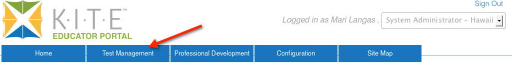 Sign Out
K·I·T·E™
Logged in as Mari Langas , System Administrator - Hawaii
EDUCATOR PORTAL
Home Test Management Professional Development Configuration Site Map